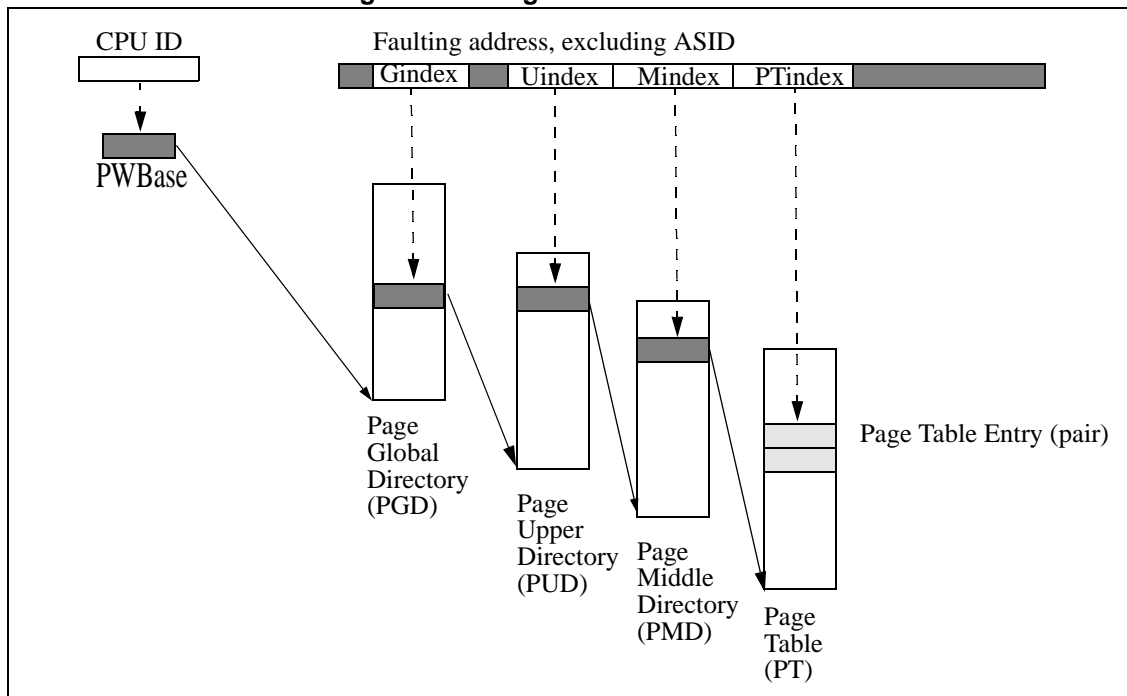 CPU ID
Faulting address, excluding ASID
Gindex
Uindex
Mindex
PTindex
PWBase
Page
Global
Directory
(PGD)
Page
Upper
Directory
(PUD)
Page
Middle
Directory
(PMD)
Page
Table
(PT)
Page Table Entry (pair)